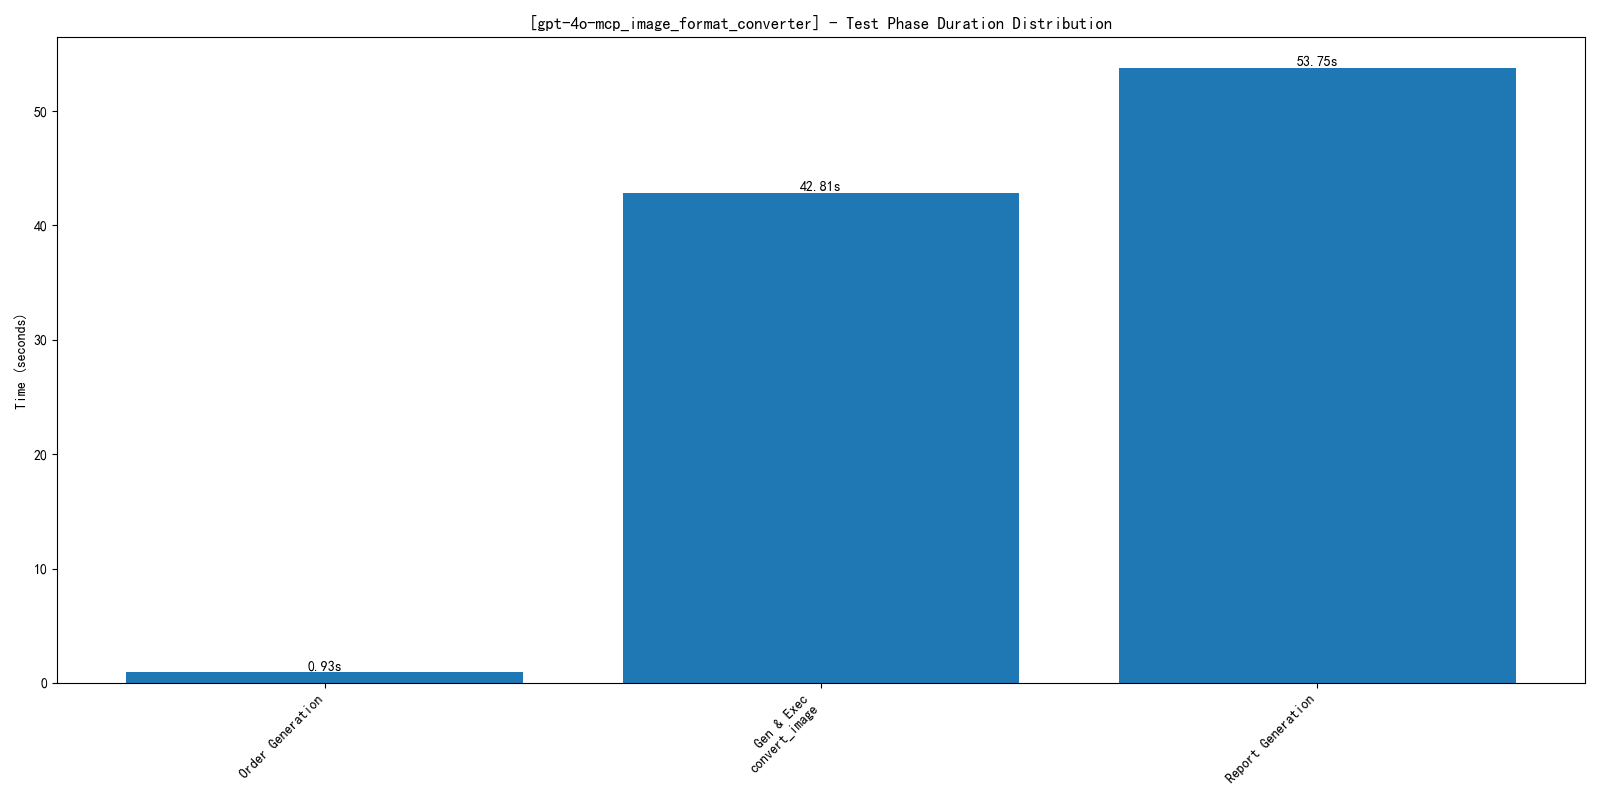 [gpt-4o-mcp_image_format_converter] - Test Phase Duration Distribution
53.75s
42.81s
0.93s
50
40
30
20
10
0
Time (seconds)
Order Generation
Gen & Exec
convert_image
Report Generation